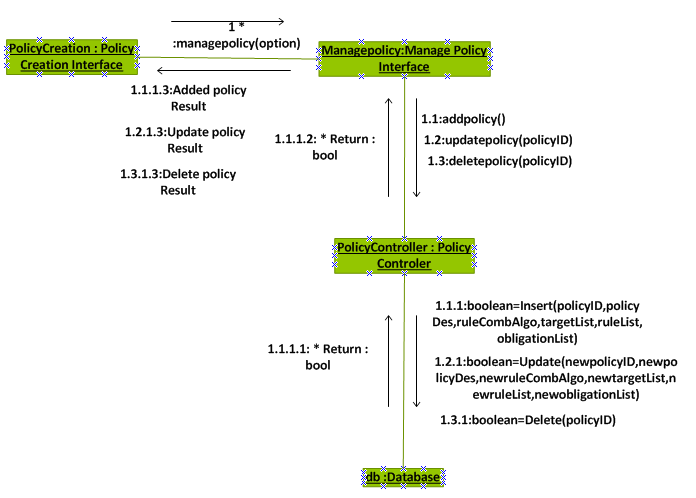 1 *
:managepolicy(option)
PolicyCreation : Policy
Creation Interface
Managepolicy:Manage Policy
Interface
1.1.1.3:Added policy
Result
1.2.1.3:Update policy
Result
1.3.1.3:Delete policy
Result
1.1.1.2: * Return :
bool
1.1:addpolicy()
1.2:updatepolicy(policyID)
1.3:deletepolicy(policyID)
PolicyController : Policy
Controler
1.1.1.1: * Return :
bool
1.1.1:boolean=Insert(policyID,policy
Des,ruleCombAlgo,targetList,ruleList,
obligationList)
1.2.1:boolean=Update(newpolicyID,newpo
licyDes,newruleCombAlgo,newtargetList,n
ewruleList,newobligationList)
1.3.1:boolean=Delete(policyID)
db :Database